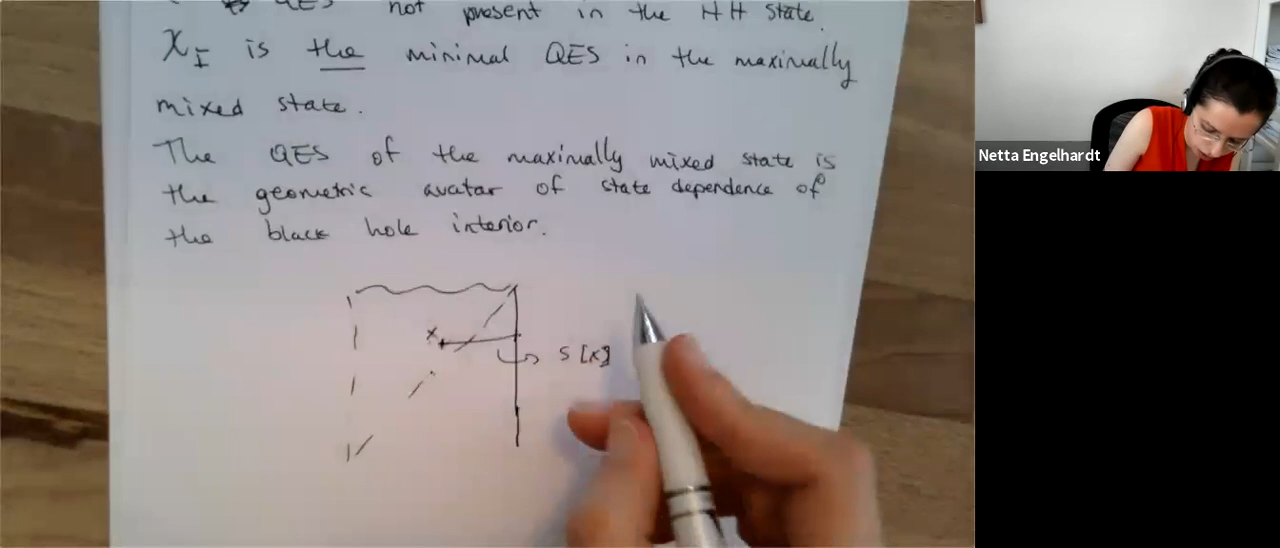 QES not present in the HH state.
X_I is the minimal QES in the maximally
mixed state.
The QES of the maximally mixed state is
the geometric avatar of state dependence of
the black hole interior.
x
S[x]
Netta Engelhardt